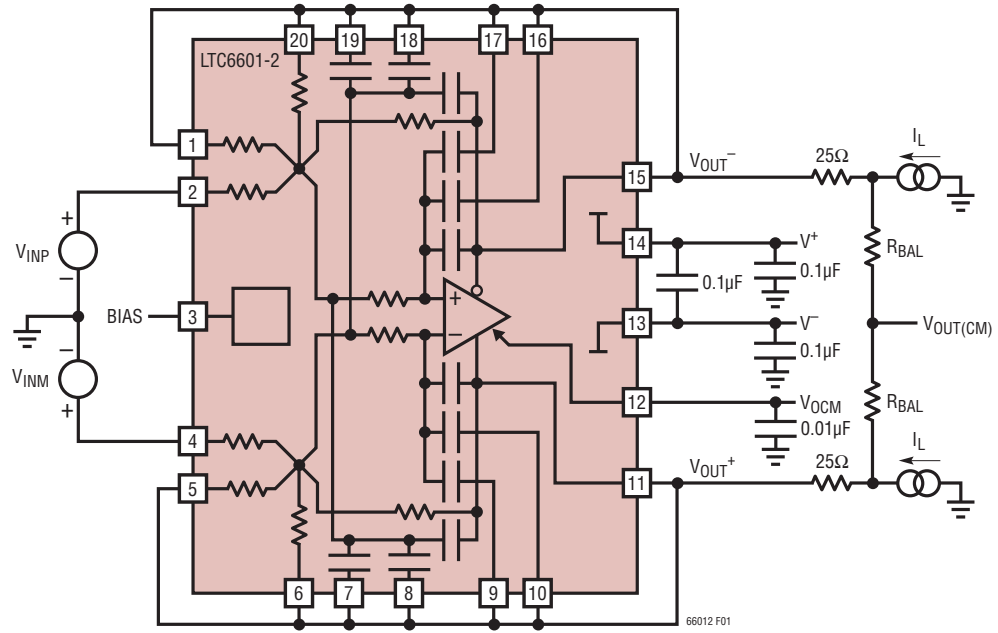 20
19
18
17
16
LTC6601-2
1
2
3
4
5
6
7
8
9
10
11
12
13
14
15
+
VINP
–
BIAS
–
VINM
+
+
–
VOUT–
25Ω
IL
V+
0.1µF
0.1µF
RBAL
V–
VOUT(CM)
0.1µF
VOCM
0.01µF
RBAL
VOUT+
25Ω
IL
66012 F01